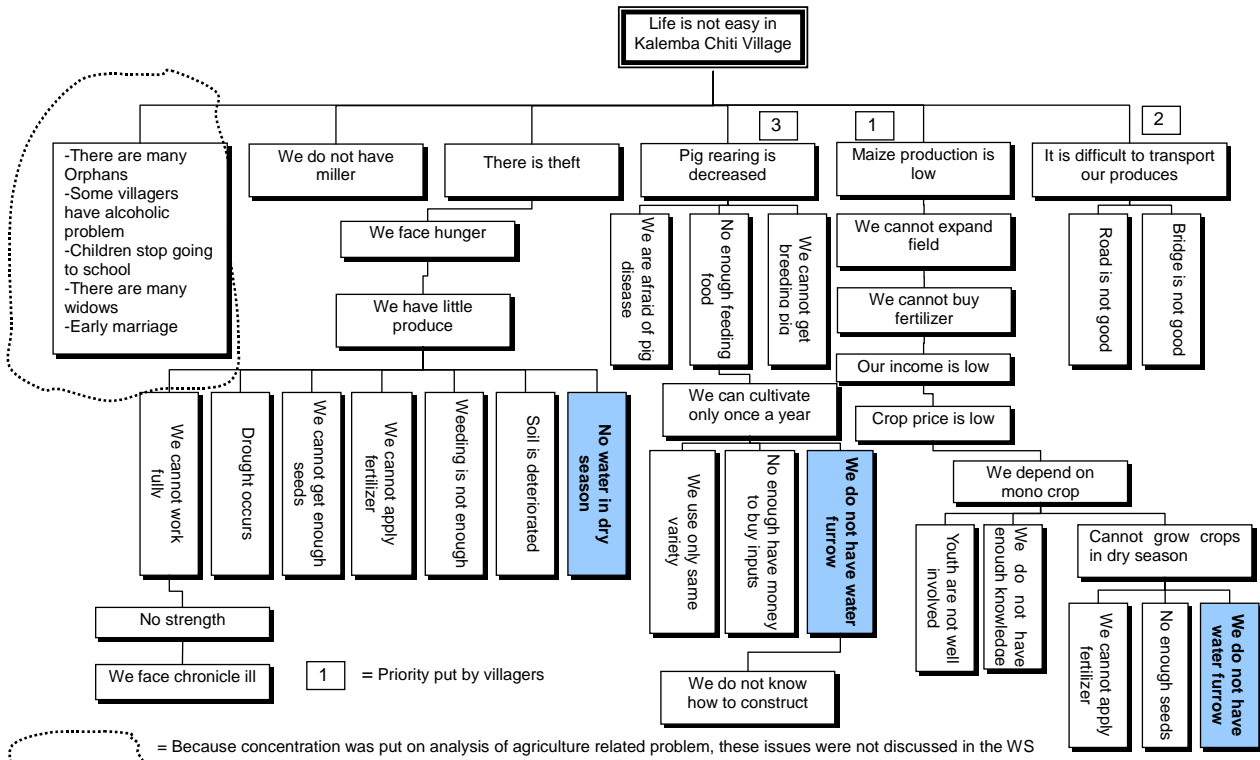 Life is not easy in
Kalemba Chiti Village
3
1
2
-There are many
Orphans
-Some villagers
have alcoholic
problem
-Children stop going
to school
-There are many
widows
-Early marriage
We do not have
miller
There is theft
Pig rearing is
decreased
Maize production is
low
It is difficult to transport
our produces
We face hunger
We have little
produce
We are afraid of pig
disease
No enough feeding
food
We cannot get
breeding pig
We cannot expand
field
We cannot buy
fertilizer
Our income is low
Crop price is low
Road is not good
Bridge is not good
We cannot work
fully
Drought occurs
We cannot get enough
seeds
We cannot apply
fertilizer
Weeding is not enough
Soil is deteriorated
No water in dry
season
We can cultivate
only once a year
We use only same
variety
No enough have money
to buy inputs
We do not have water
furrow
We depend on
mono crop
Youth are not well
involved
We do not have
enough knowledge
Cannot grow crops
in dry season
We cannot apply
fertilizer
No enough seeds
We do not have
water furrow
No strength
We face chronicle ill
We do not know
how to construct
1
= Priority put by villagers
= Because concentration was put on analysis of agriculture related problem, these issues were not discussed in the WS